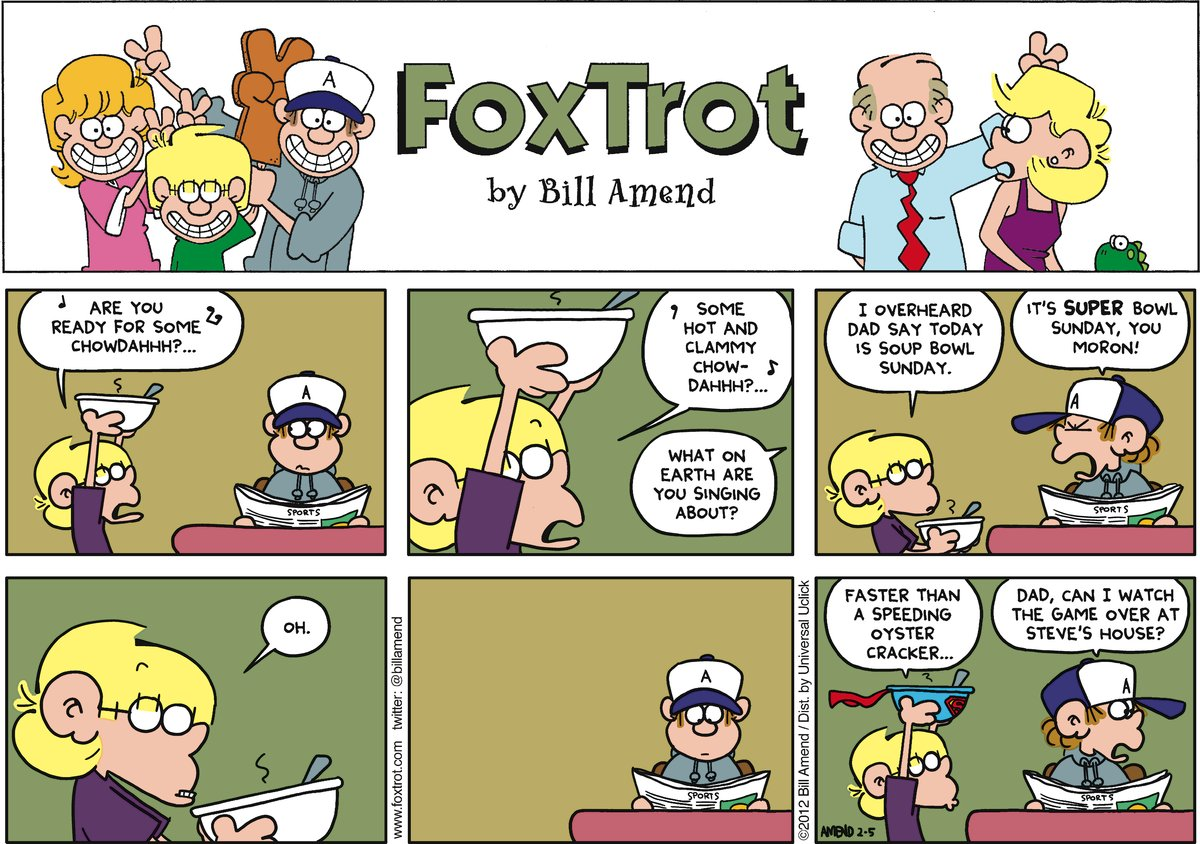 A
FoxTrot
by Bill Amend
ARE YOU
READY FOR SOME
CHOWDAHHH?...
A
SPORTS
SOME
HOT AND
CLAMMY
CHOW-
DAHHH?...
WHAT ON
EARTH ARE
YOU SINGING
ABOUT?
I OVERHEARD
DAD SAY TODAY
IS SOUP BOWL
SUNDAY.
IT'S SUPER BOWL
SUNDAY, YOU
MORON!
A
SPORTS
OH.
www.foxtrot.com twitter: @billamend
A
SPORTS
©2012 Bill Amend / Dist. by Universal Uclick
FASTER THAN
A SPEEDING
OYSTER
CRACKER...
DAD, CAN I WATCH
THE GAME OVER AT
STEVE'S HOUSE?
S
A
SPORTS
AMEND 2-5